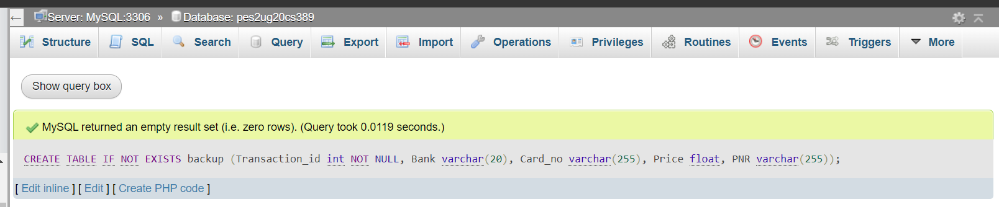 ← Server: MySQL:3306 » Database: pes2ug20cs389
Structure SQL Search Query Export Import Operations Privileges Routines Events Triggers More
Show query box
MySQL returned an empty result set (i.e. zero rows). (Query took 0.0119 seconds.)
CREATE TABLE IF NOT EXISTS backup (Transaction_id int NOT NULL, Bank varchar(20), Card_no varchar(255), Price float, PNR varchar(255));
[ Edit inline ] [ Edit ] [ Create PHP code ]